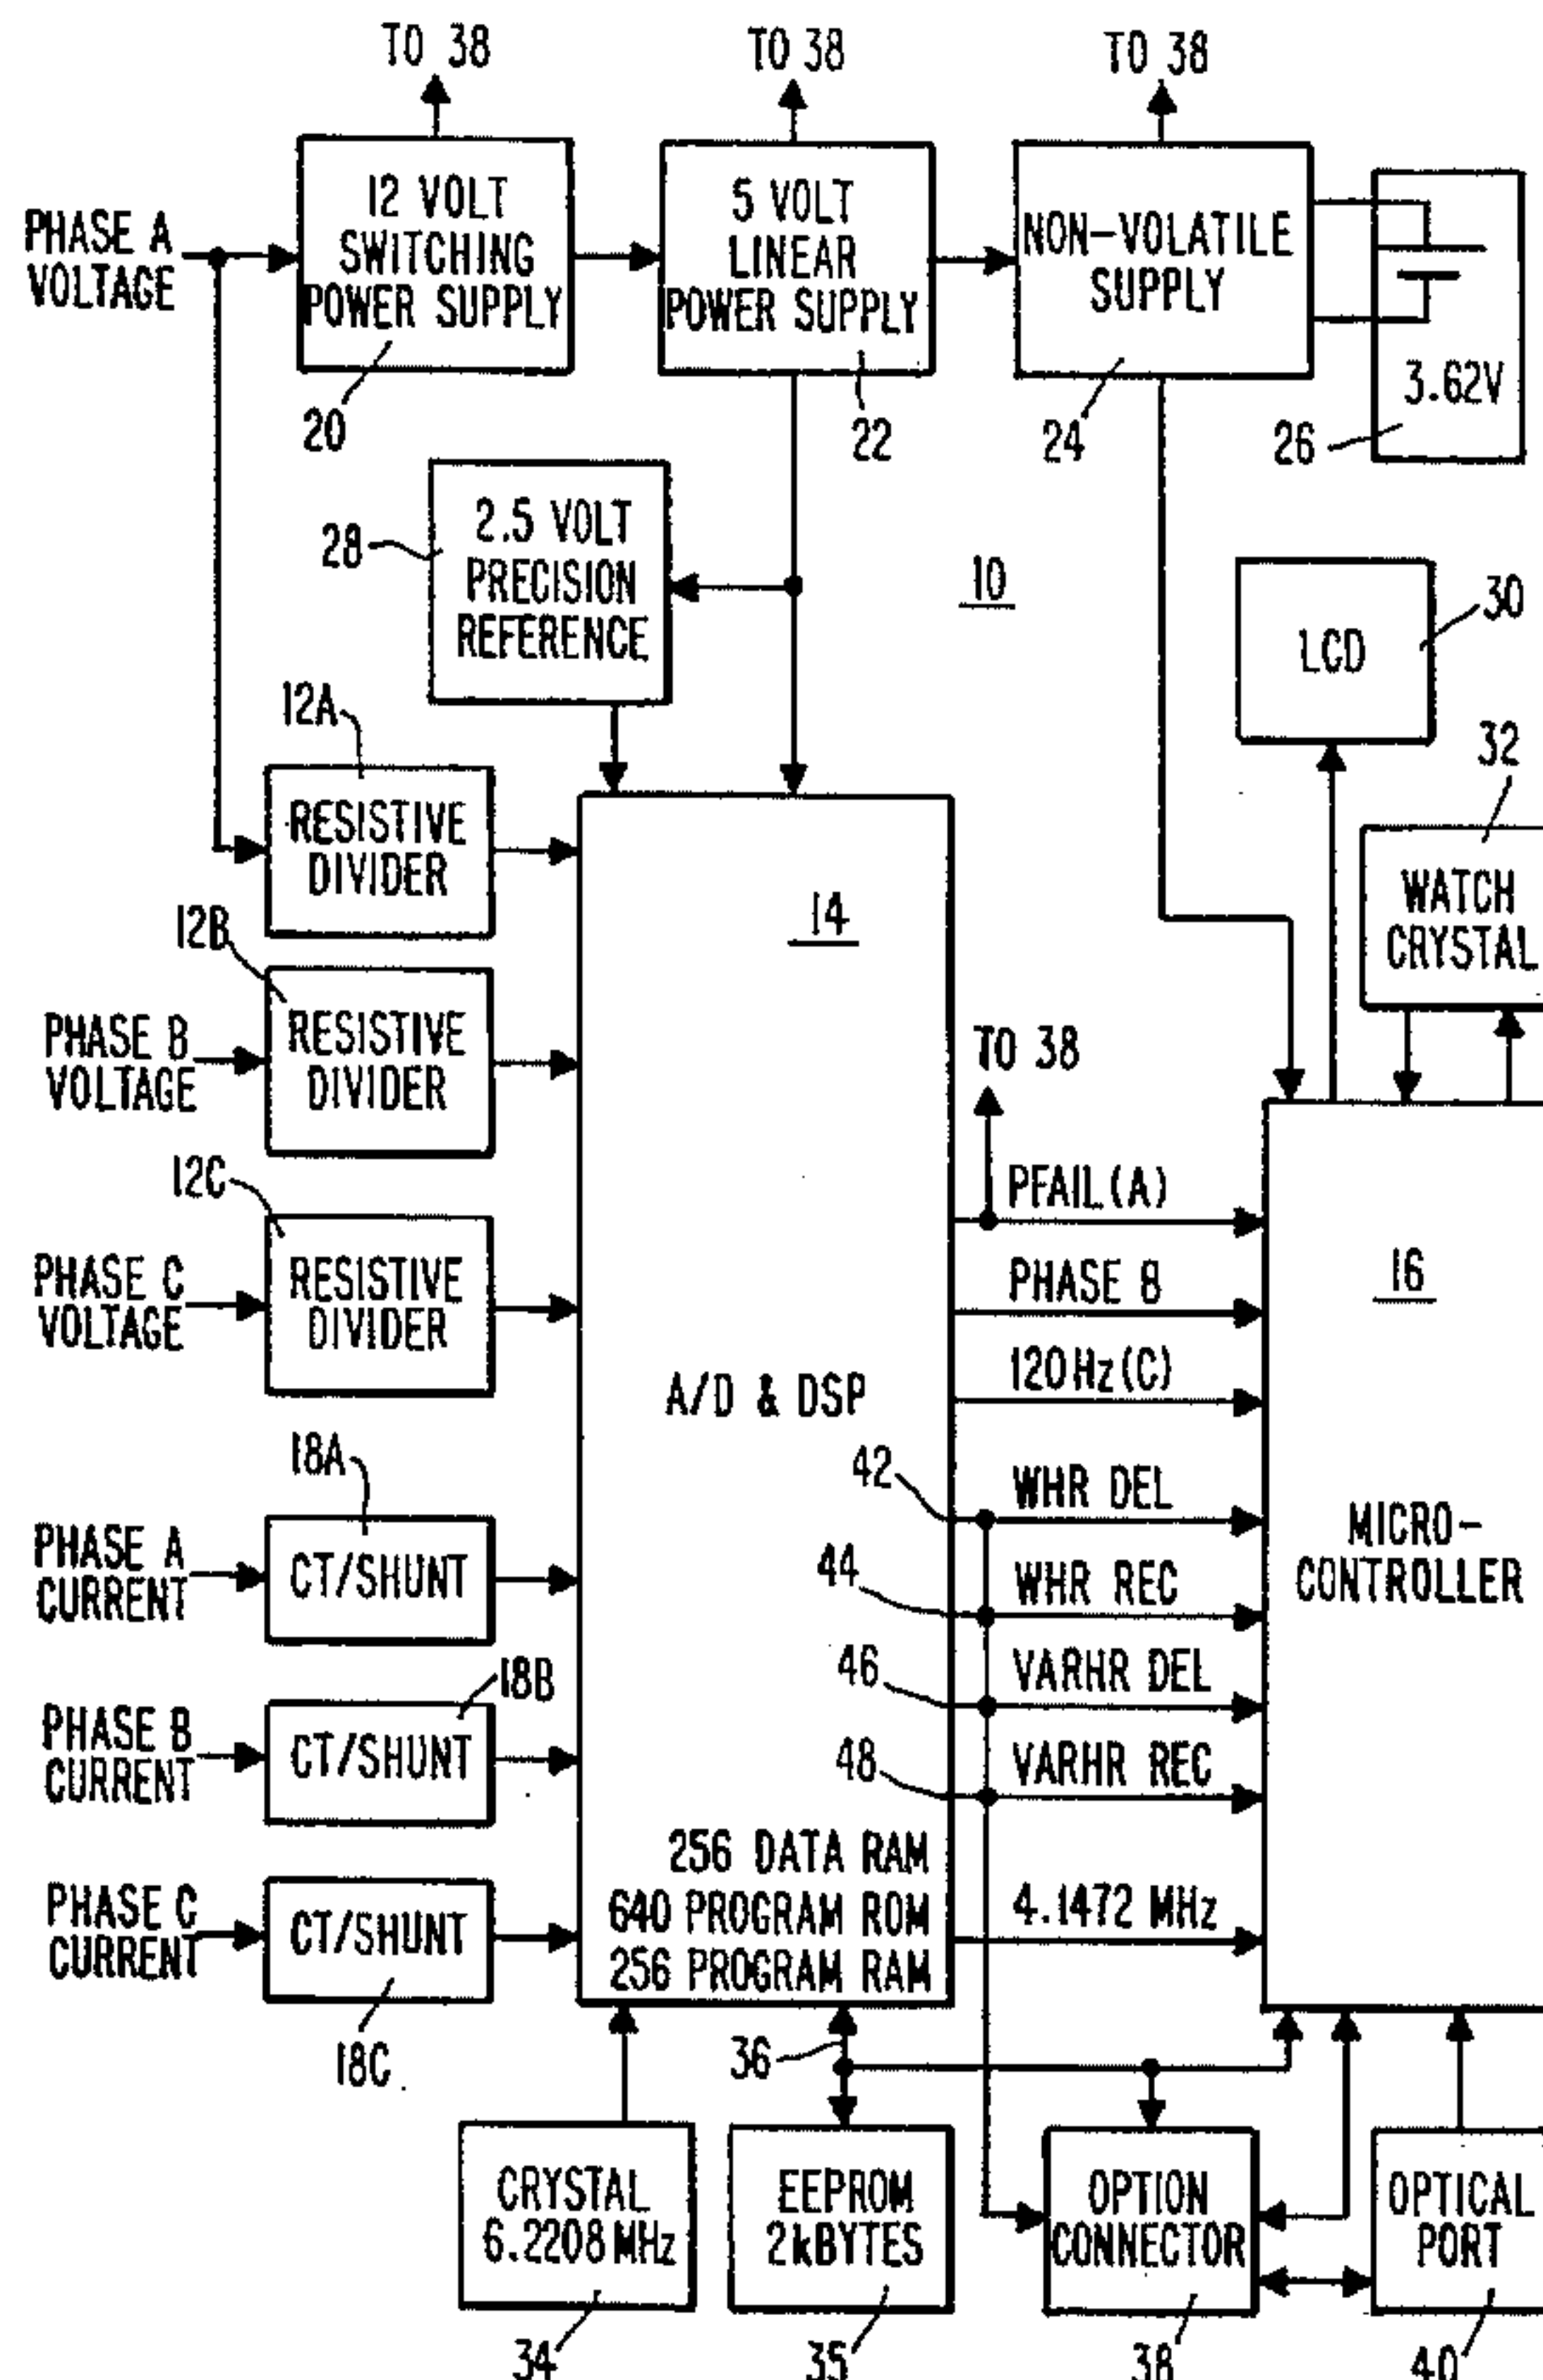 TO 38
TO 38
TO 38
PHASE A
VOLTAGE
12 VOLT
SWITCHING
POWER SUPPLY
20
5 VOLT
LINEAR
POWER SUPPLY
22
NON-VOLATILE
SUPPLY
24
3.62V
26
28
2.5 VOLT
PRECISION
REFERENCE
10
LCD
30
32
WATCH
CRYSTAL
12A
RESISTIVE
DIVIDER
12B
PHASE B
VOLTAGE
RESISTIVE
DIVIDER
12C
PHASE C
VOLTAGE
RESISTIVE
DIVIDER
14
A/D & DSP
256 DATA RAM
640 PROGRAM ROM
256 PROGRAM RAM
18A
PHASE A
CURRENT
CT/SHUNT
18B
PHASE B
CURRENT
CT/SHUNT
PHASE C
CURRENT
CT/SHUNT
18C
TO 38
PFAIL(A)
PHASE B
120Hz(C)
42
WHR DEL
44
WHR REC
46
VARHR DEL
48
VARHR REC
4.1472 MHz
16
MICRO-
CONTROLLER
36
CRYSTAL
6.2208MHz
34
EEPROM
2kBYTES
35
OPTION
CONNECTOR
38
OPTICAL
PORT
40